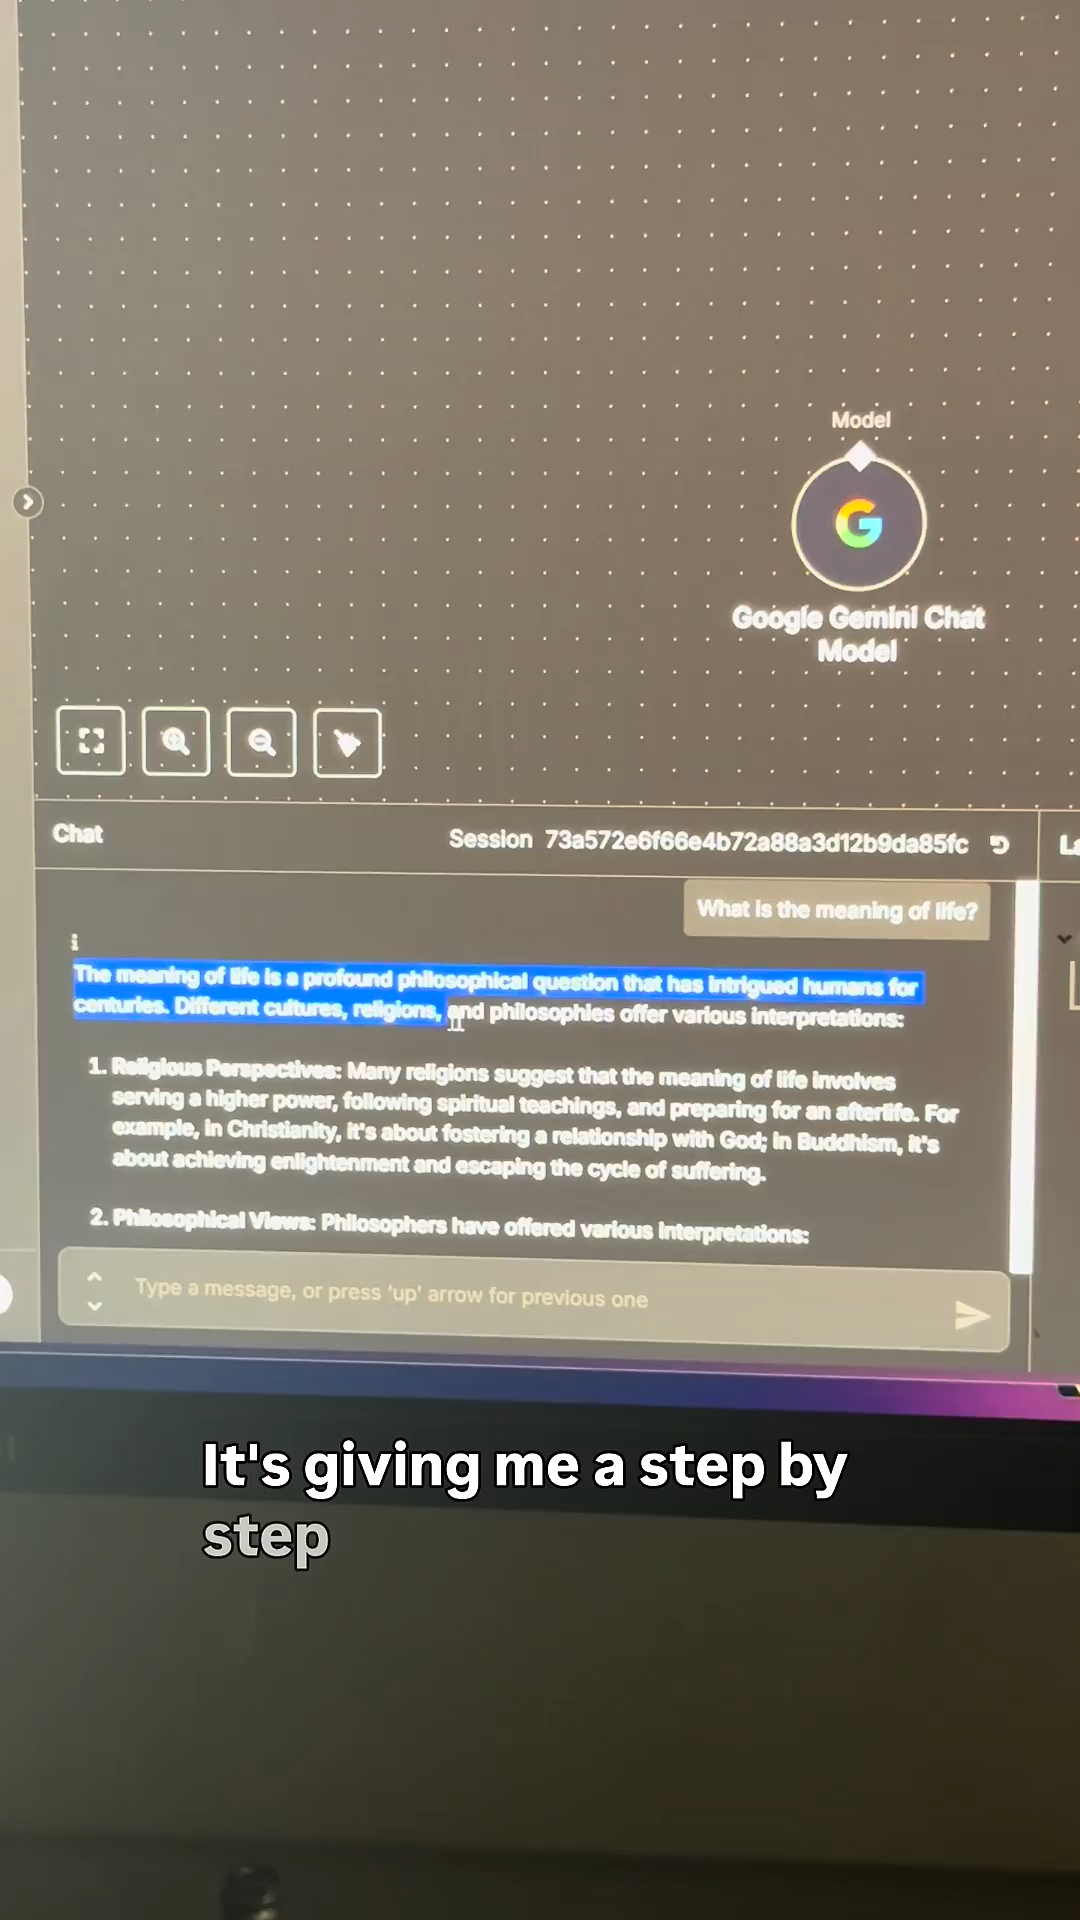 Model
Google Gemini Chat
Model
Chat
Session 73a572e6f66e4b72a88a3d12b9da85fc
What is the meaning of life?
The meaning of life is a profound philosophical question that has intrigued humans for
centuries. Different cultures, religions, and philosophies offer various interpretations:
1. Religious Perspectives: Many religions suggest that the meaning of life involves
serving a higher power, following spiritual teachings, and preparing for an afterlife. For
example, in Christianity, it's about fostering a relationship with God; in Buddhism, it's
about achieving enlightenment and escaping the cycle of suffering.
2. Philosophical Views: Philosophers have offered various interpretations:
Type a message, or press 'up' arrow for previous one
It's giving me a step by
step